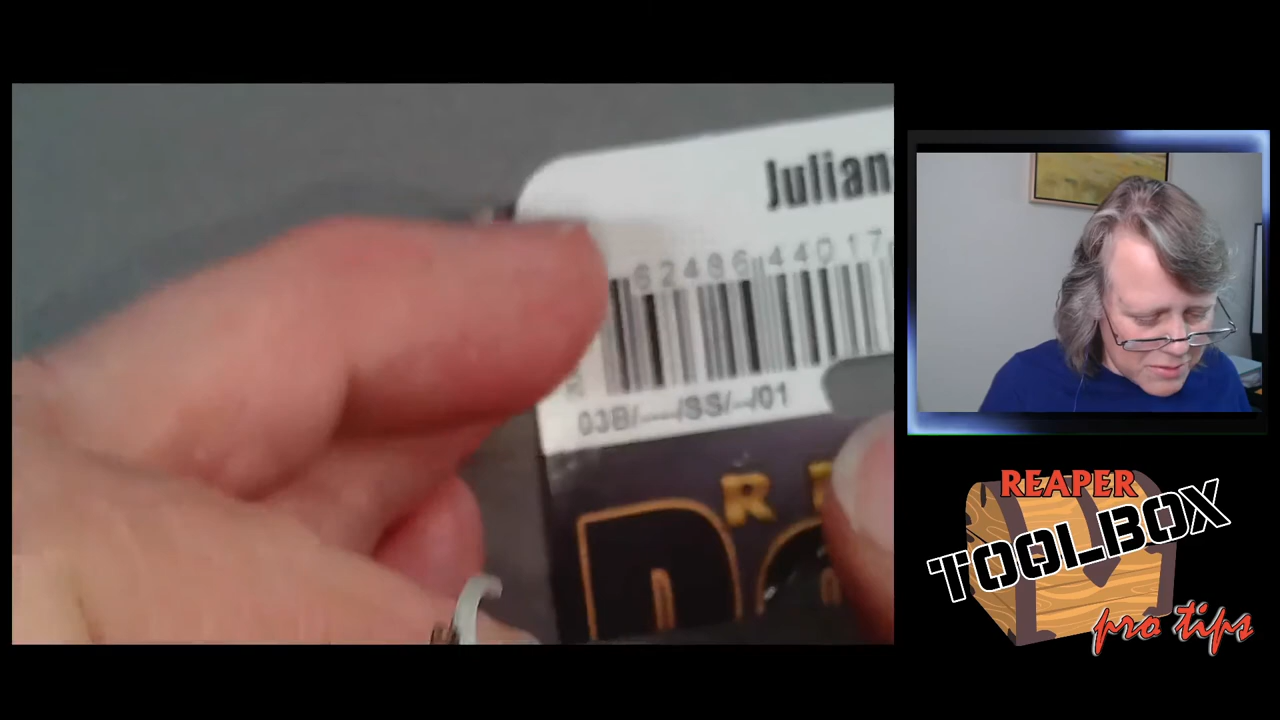 Julian
62486 44017
03B/----/SS/--/01
R
REAPER
TOOLBOX
pro tips